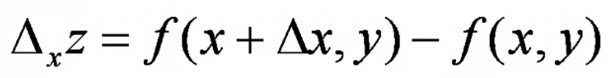 Δₓz = f(x + Δx, y) − f(x, y)